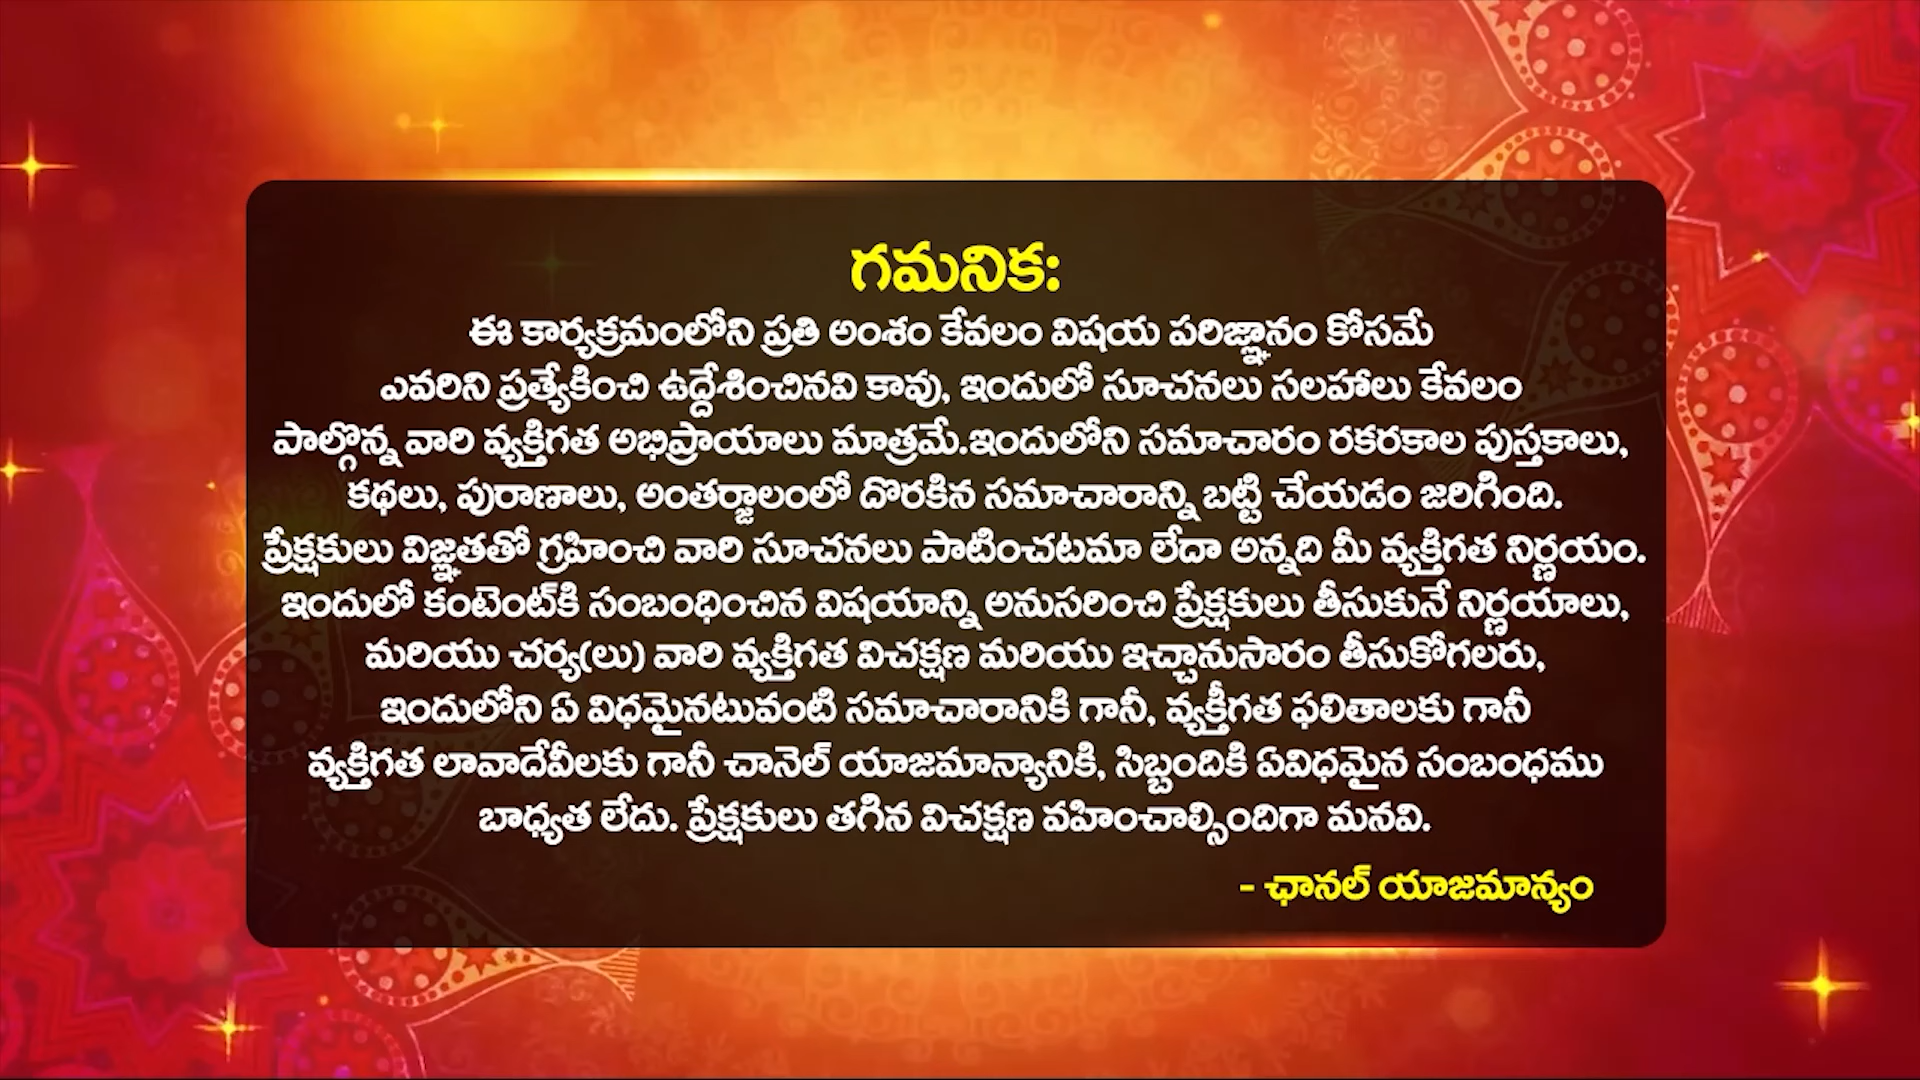 గమనిక:
ఈ కార్యక్రమంలోని ప్రతి అంశం కేవలం విషయ పరిజ్ఞానం కోసమే
ఎవరిని ప్రత్యేకించి ఉద్దేశించినవి కావు, ఇందులో సూచనలు సలహాలు కేవలం
పాల్గొన్న వారి వ్యక్తిగత అభిప్రాయాలు మాత్రమే.ఇందులోని సమాచారం రకరకాల పుస్తకాలు,
కథలు, పురాణాలు, అంతర్జాలంలో దొరకిన సమాచారాన్ని బట్టి చేయడం జరిగింది.
ప్రేక్షకులు విజ్ఞతతో గ్రహించి వారి సూచనలు పాటించటమా లేదా అన్నది మీ వ్యక్తిగత నిర్ణయం.
ఇందులో కంటెంట్‌కి సంబంధించిన విషయాన్ని అనుసరించి ప్రేక్షకులు తీసుకునే నిర్ణయాలు,
మరియు చర్య(లు) వారి వ్యక్తిగత విచక్షణ మరియు ఇచ్చానుసారం తీసుకోగలరు,
ఇందులోని ఏ విధమైనటువంటి సమాచారానికి గానీ, వ్యక్తీగత ఫలితాలకు గానీ
వ్యక్తిగత లావాదేవీలకు గానీ చానెల్ యాజమాన్యానికి, సిబ్బందికి ఏవిధమైన సంబంధము
బాధ్యత లేదు. ప్రేక్షకులు తగిన విచక్షణ వహించాల్సిందిగా మనవి.
- ఛానల్ యాజమాన్యం